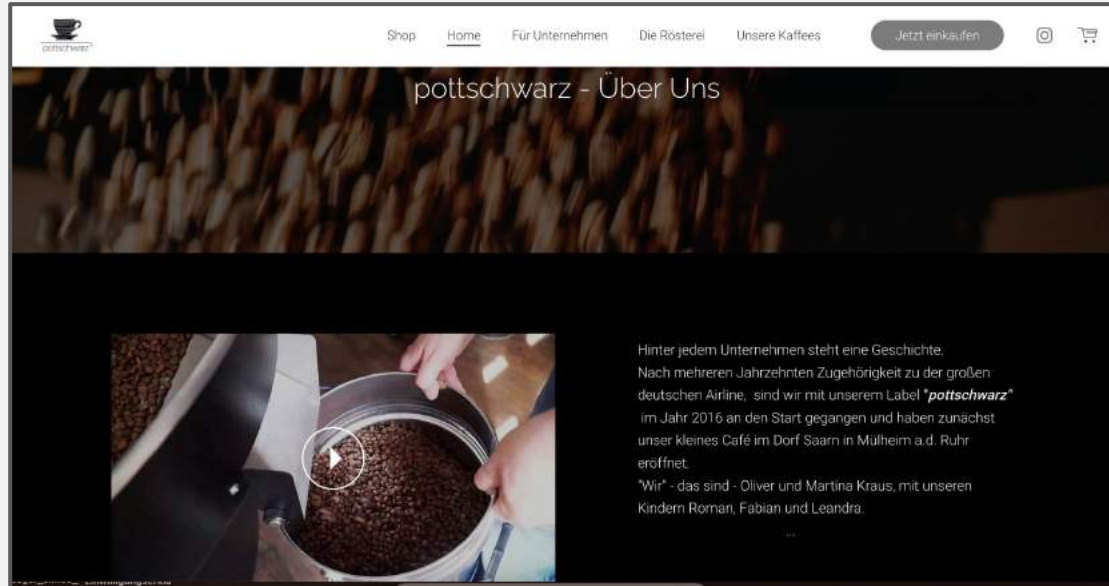 pottschwarz
Shop Home Für Unternehmen Die Rösterei Unsere Kaffees Jetzt einkaufen
pottschwarz - Über Uns
Hinter jedem Unternehmen steht eine Geschichte.
Nach mehreren Jahrzehnten Zugehörigkeit zu der großen
deutschen Airline, sind wir mit unserem Label "pottschwarz"
im Jahr 2016 an den Start gegangen und haben zunächst
unser kleines Café im Dorf Saarn in Mülheim a.d. Ruhr
eröffnet.
"Wir" - das sind - Oliver und Martina Kraus, mit unseren
Kindern Roman, Fabian und Leandra.
...